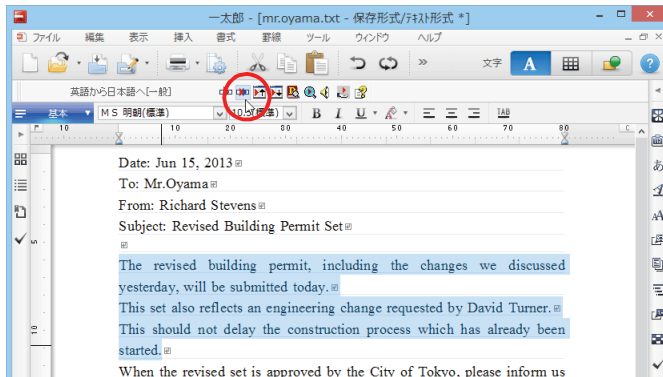 一太郎 - [mr.oyama.txt - 保存形式/ﾃｷｽﾄ形式 *]
ファイル 編集 表示 挿入 書式 罫線 ツール ウィンドウ ヘルプ
文字 A
英語から日本語へ[一般]
基本 ＭＳ 明朝(標準) 10.5(標準) B I U TAB
10 10 20 30 40 50 60 70 80
Date: Jun 15, 2013
To: Mr.Oyama
From: Richard Stevens
Subject: Revised Building Permit Set
The revised building permit, including the changes we discussed
yesterday, will be submitted today.
This set also reflects an engineering change requested by David Turner.
This should not delay the construction process which has already been
started.
When the revised set is approved by the City of Tokyo, please inform us